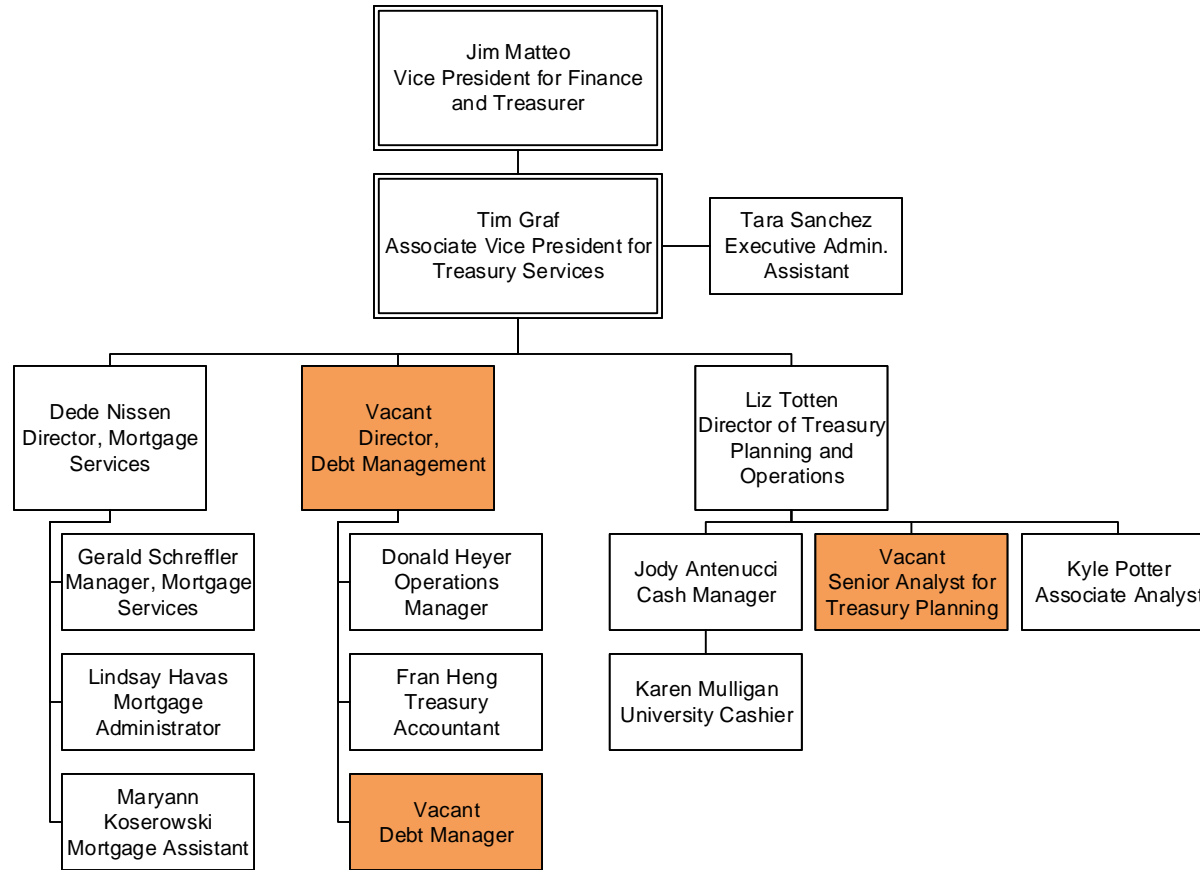 Jim Matteo
Vice President for Finance
and Treasurer
Tim Graf
Associate Vice President for
Treasury Services
Tara Sanchez
Executive Admin.
Assistant
Dede Nissen
Director, Mortgage
Services
Vacant
Director,
Debt Management
Liz Totten
Director of Treasury
Planning and
Operations
Gerald Schreffler
Manager, Mortgage
Services
Lindsay Havas
Mortgage
Administrator
Maryann
Koserowski
Mortgage Assistant
Donald Heyer
Operations
Manager
Fran Heng
Treasury
Accountant
Vacant
Debt Manager
Jody Antenucci
Cash Manager
Karen Mulligan
University Cashier
Vacant
Senior Analyst for
Treasury Planning
Kyle Potter
Associate Analyst